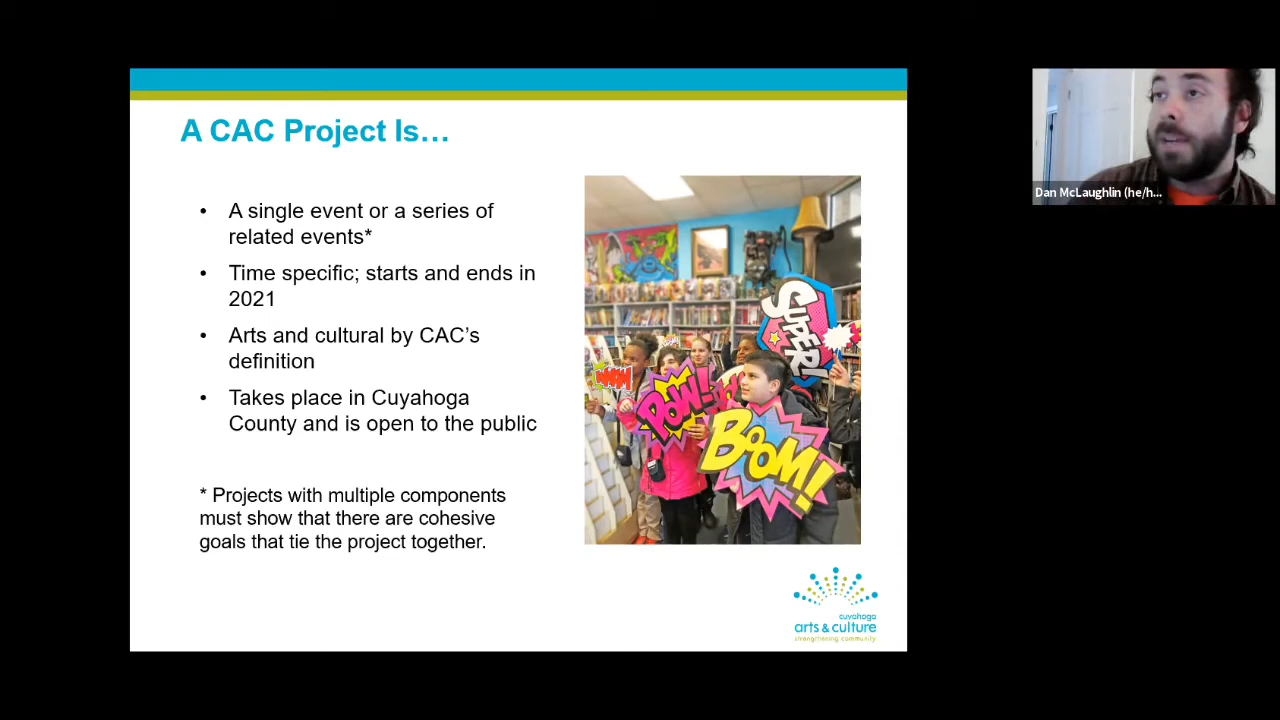 A CAC Project Is…
• A single event or a series of
related events*
• Time specific; starts and ends in
2021
• Arts and cultural by CAC’s
definition
• Takes place in Cuyahoga
County and is open to the public
* Projects with multiple components
must show that there are cohesive
goals that tie the project together.
SUPER!
WOW
POW!
BOOM!
cuyahoga
arts & culture
strengthening community
Dan McLaughlin (he/h...